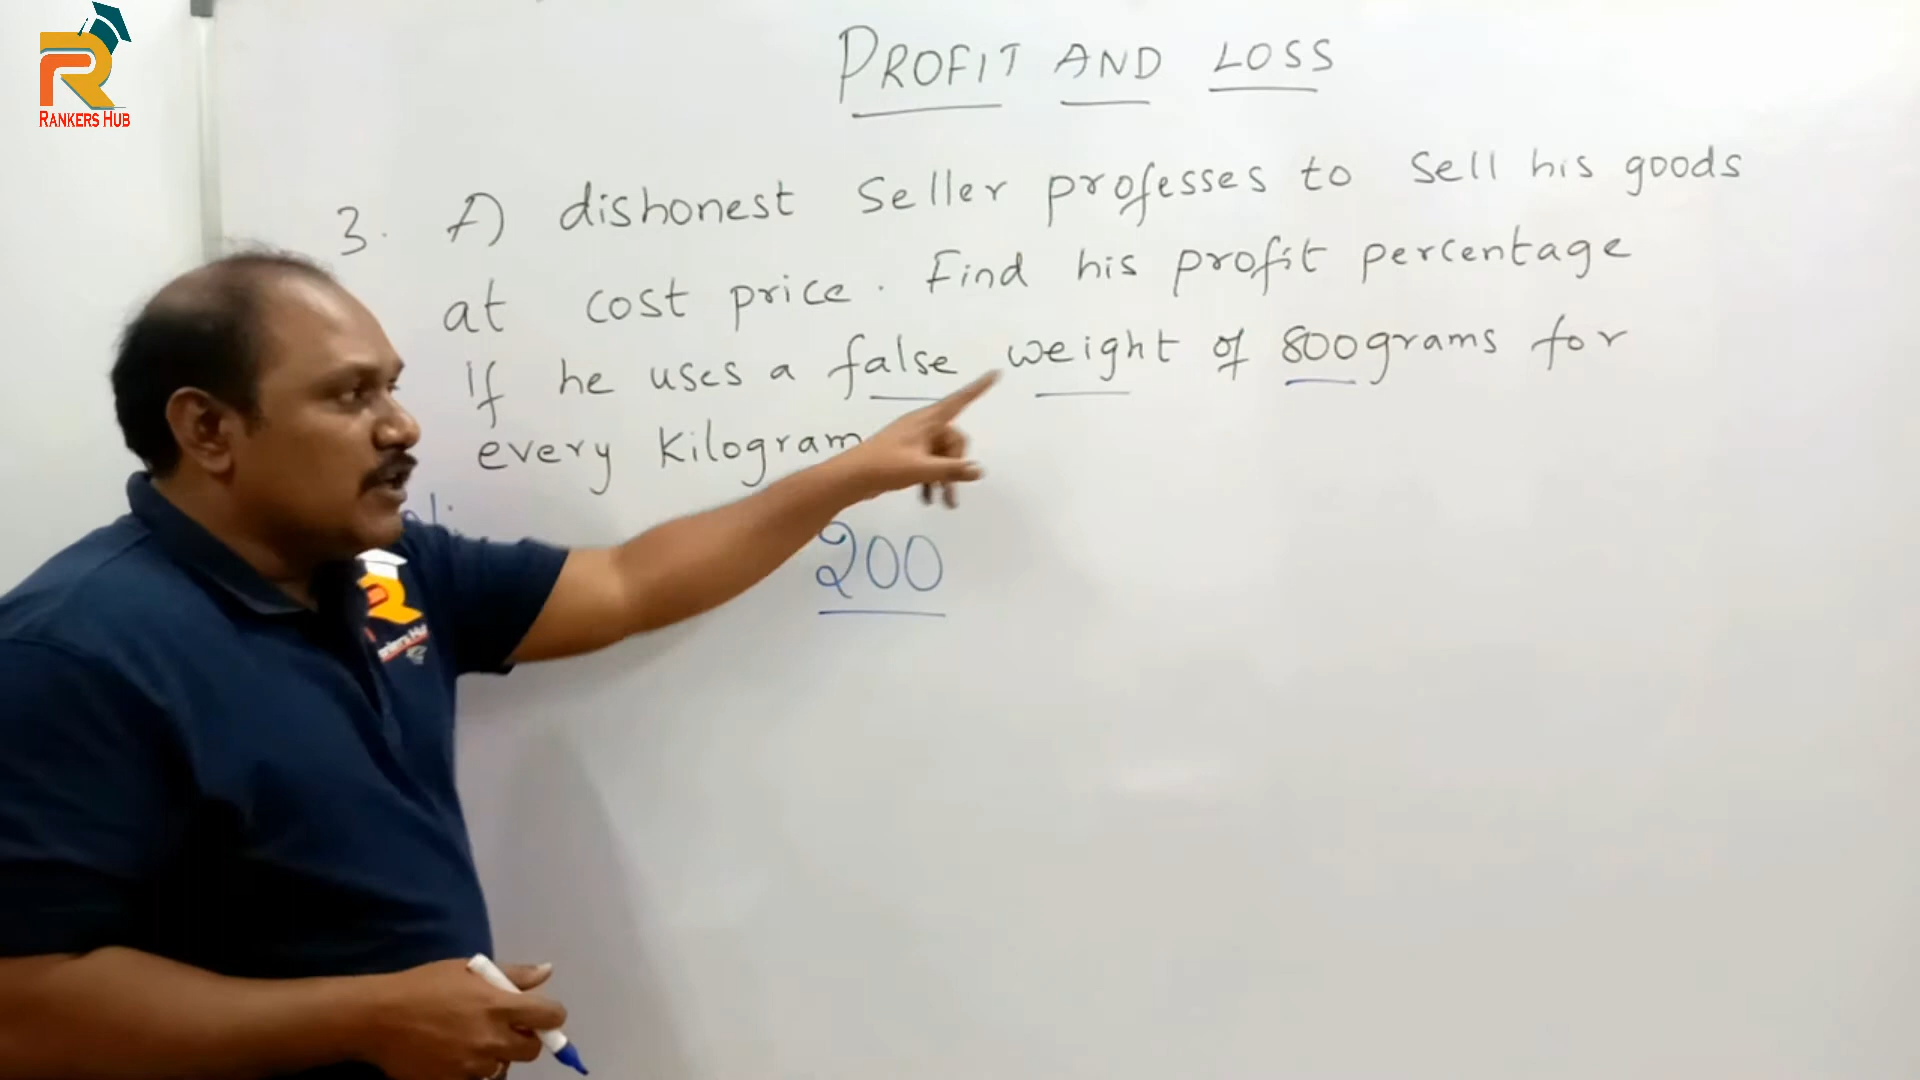 RANKERS HUB
PROFIT AND LOSS
3. A dishonest seller professes to sell his goods
at cost price. Find his profit percentage
if he uses a false weight of 800grams for
every kilogram
200